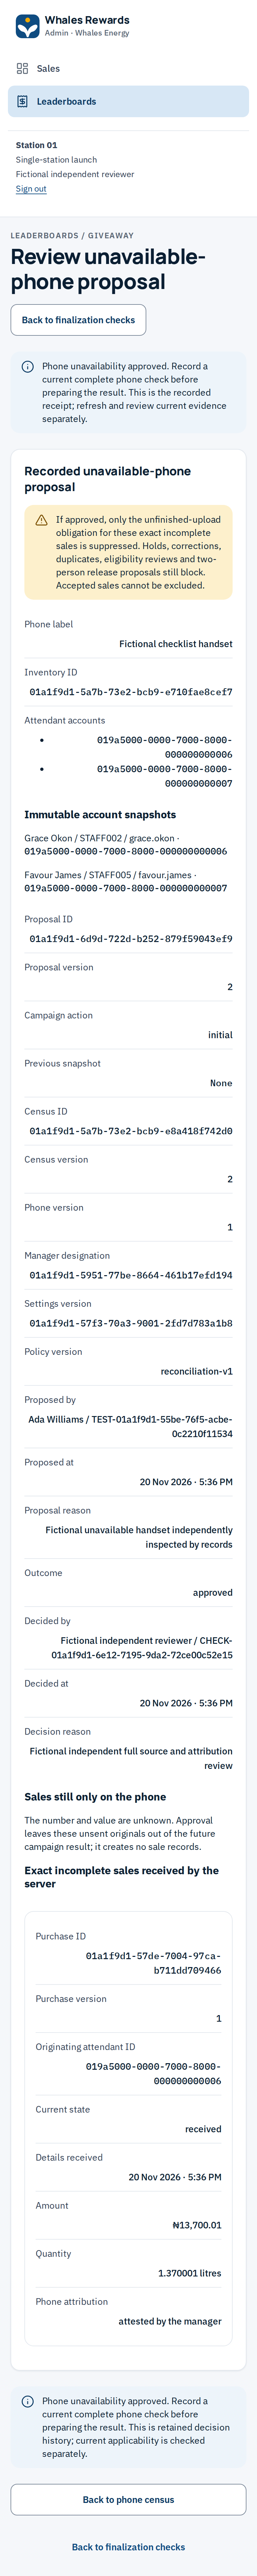 Whales Rewards
Admin · Whales Energy
Sales
Leaderboards
Station 01
Single-station launch
Fictional independent reviewer
Sign out
LEADERBOARDS / GIVEAWAY
Review unavailable-
phone proposal
Back to finalization checks
Phone unavailability approved. Record a
current complete phone check before
preparing the result. This is the recorded
receipt; refresh and review current evidence
separately.
Recorded unavailable-phone
proposal
If approved, only the unfinished-upload
obligation for these exact incomplete
sales is suppressed. Holds, corrections,
duplicates, eligibility reviews and two-
person release proposals still block.
Accepted sales cannot be excluded.
Phone label
Fictional checklist handset
Inventory ID
01a1f9d1-5a7b-73e2-bcb9-e710fae8cef7
Attendant accounts
• 019a5000-0000-7000-8000-
000000000006
• 019a5000-0000-7000-8000-
000000000007
Immutable account snapshots
Grace Okon / STAFF002 / grace.okon ·
019a5000-0000-7000-8000-000000000006
Favour James / STAFF005 / favour.james ·
019a5000-0000-7000-8000-000000000007
Proposal ID
01a1f9d1-6d9d-722d-b252-879f59043ef9
Proposal version
2
Campaign action
initial
Previous snapshot
None
Census ID
01a1f9d1-5a7b-73e2-bcb9-e8a418f742d0
Census version
2
Phone version
1
Manager designation
01a1f9d1-5951-77be-8664-461b17efd194
Settings version
01a1f9d1-57f3-70a3-9001-2fd7d783a1b8
Policy version
reconciliation-v1
Proposed by
Ada Williams / TEST-01a1f9d1-55be-76f5-acbe-
0c2210f11534
Proposed at
20 Nov 2026 · 5:36 PM
Proposal reason
Fictional unavailable handset independently
inspected by records
Outcome
approved
Decided by
Fictional independent reviewer / CHECK-
01a1f9d1-6e12-7195-9da2-72ce00c52e15
Decided at
20 Nov 2026 · 5:36 PM
Decision reason
Fictional independent full source and attribution
review
Sales still only on the phone
The number and value are unknown. Approval
leaves these unsent originals out of the future
campaign result; it creates no sale records.
Exact incomplete sales received by the
server
Purchase ID
01a1f9d1-57de-7004-97ca-
b711dd709466
Purchase version
1
Originating attendant ID
019a5000-0000-7000-8000-
000000000006
Current state
received
Details received
20 Nov 2026 · 5:36 PM
Amount
₦13,700.01
Quantity
1.370001 litres
Phone attribution
attested by the manager
Phone unavailability approved. Record a
current complete phone check before
preparing the result. This is retained decision
history; current applicability is checked
separately.
Back to phone census
Back to finalization checks